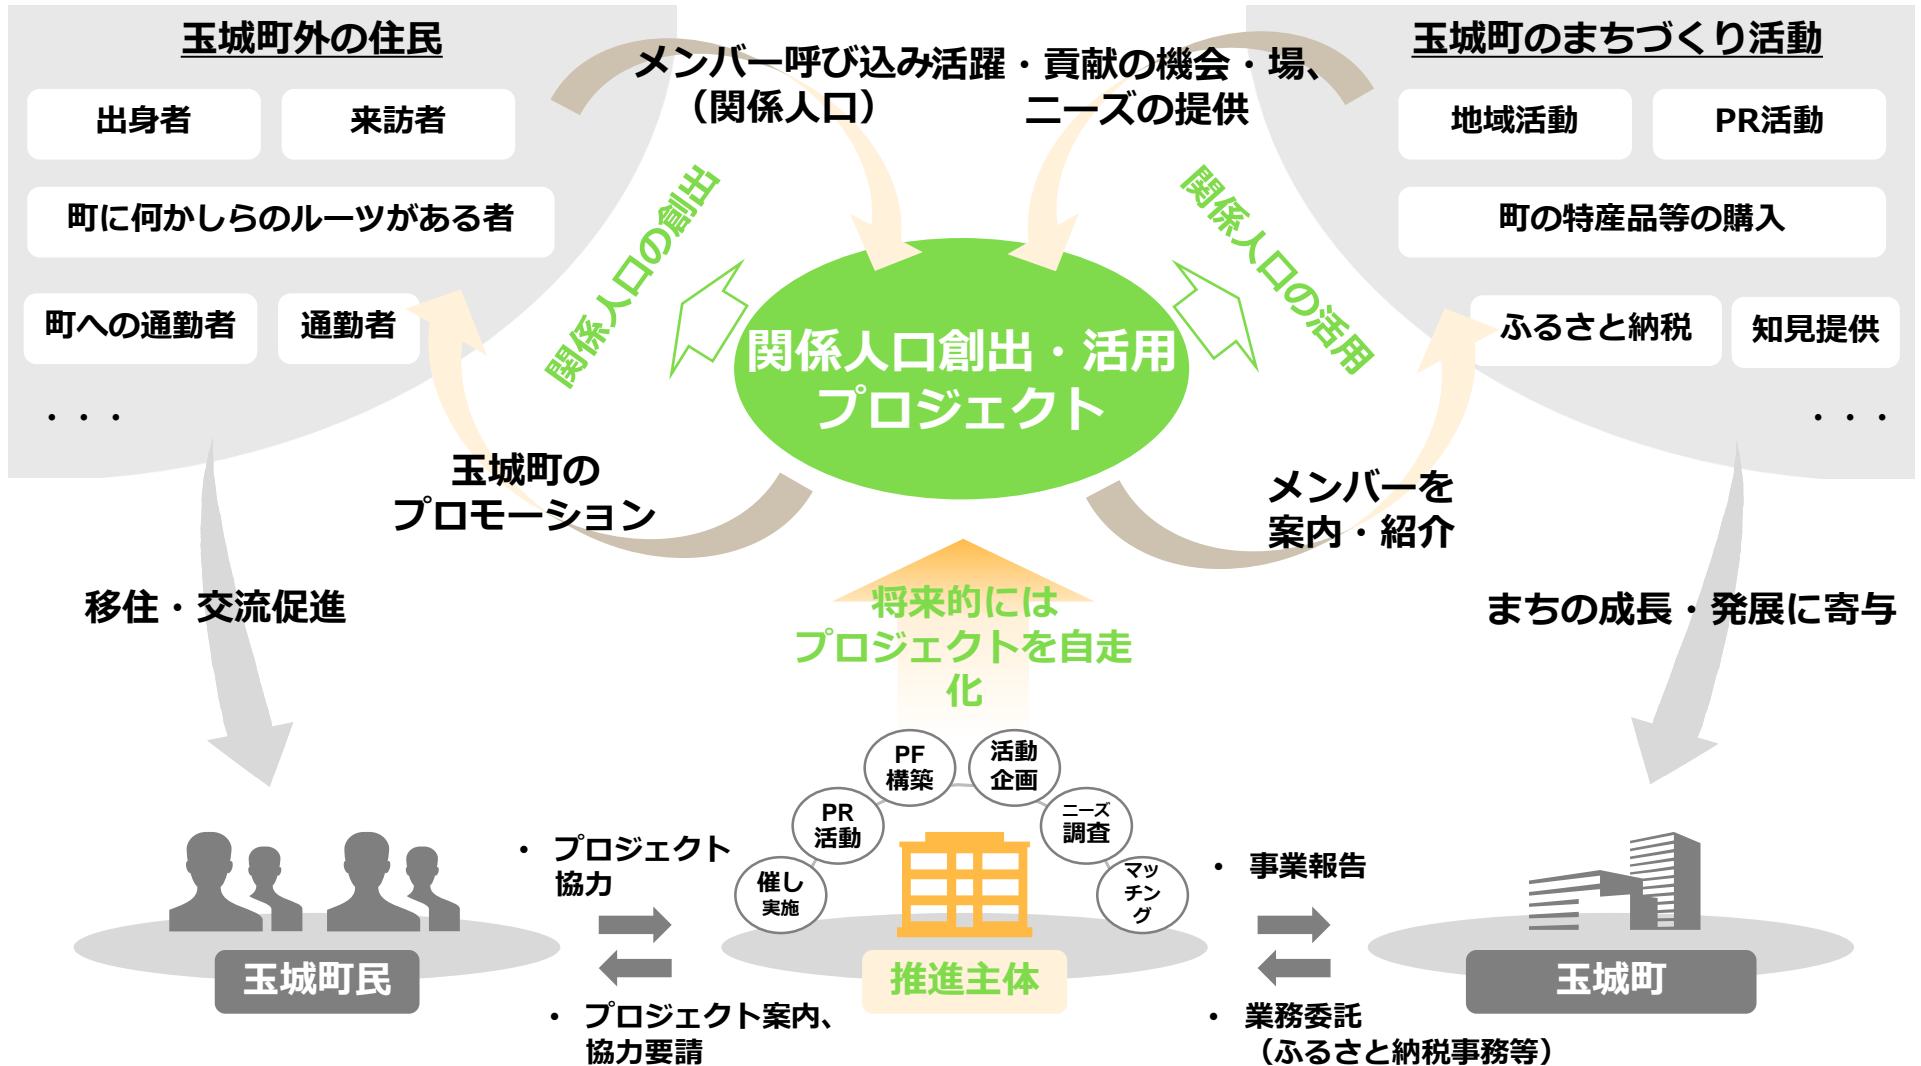 玉城町外の住民
出身者
来訪者
町に何かしらのルーツがある者
町への通勤者
通勤者
・・・
メンバー呼び込み
（関係人口）
活躍・貢献の機会・場、
ニーズの提供
玉城町のまちづくり活動
地域活動
PR活動
町の特産品等の購入
ふるさと納税
知見提供
・・・
関係人口の創出
関係人口の活用
関係人口創出・活用
プロジェクト
玉城町の
プロモーション
メンバーを
案内・紹介
移住・交流促進
まちの成長・発展に寄与
将来的には
プロジェクトを自走
化
PF
構築
活動
企画
PR
活動
ニーズ
調査
催し
実施
マッ
チン
グ
・ プロジェクト
協力
・ 事業報告
玉城町民
推進主体
玉城町
・ プロジェクト案内、
協力要請
・ 業務委託
（ふるさと納税事務等）